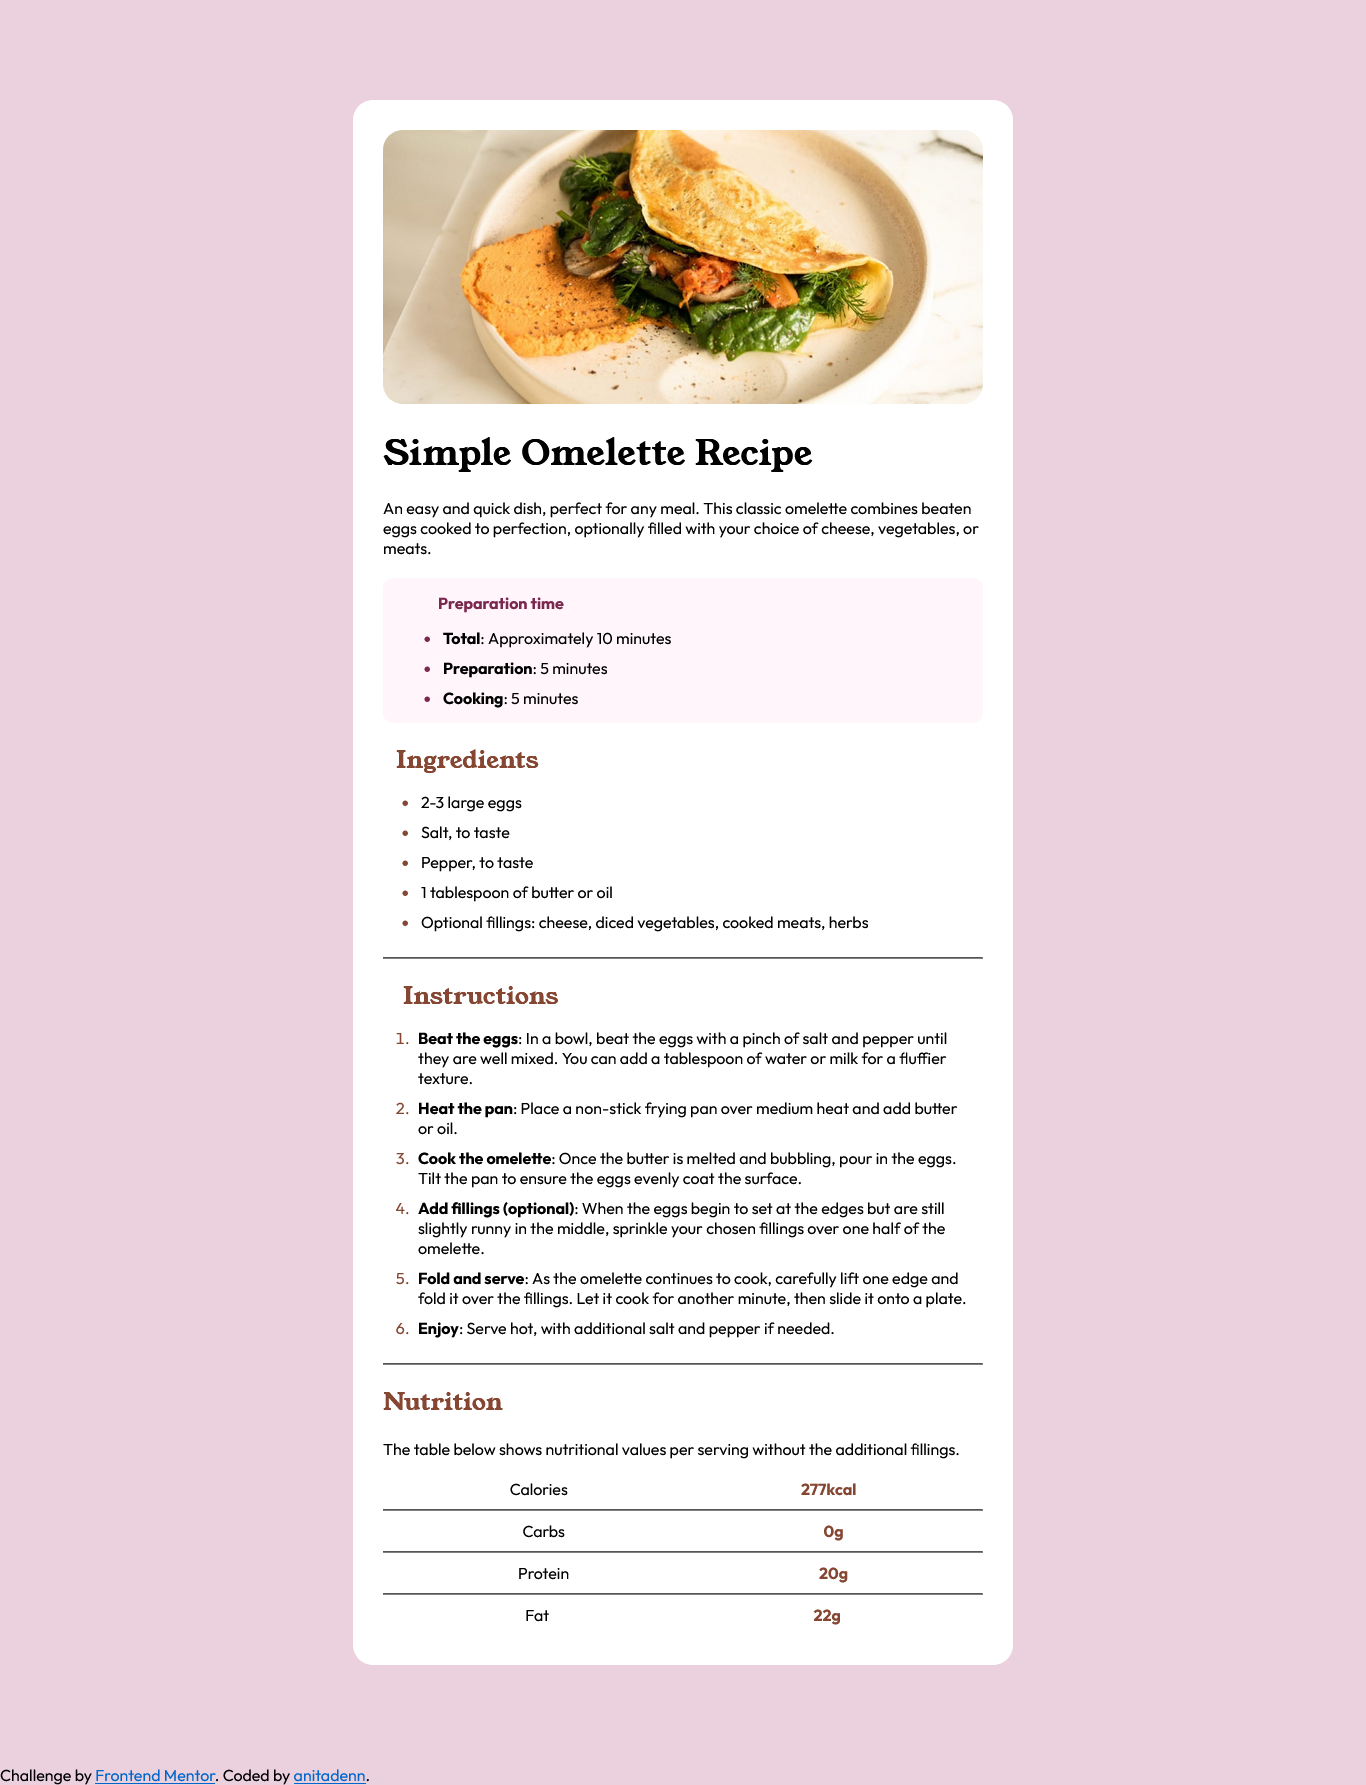 Simple Omelette Recipe
An easy and quick dish, perfect for any meal. This classic omelette combines beaten
eggs cooked to perfection, optionally filled with your choice of cheese, vegetables, or
meats.
Preparation time
• Total: Approximately 10 minutes
• Preparation: 5 minutes
• Cooking: 5 minutes
Ingredients
• 2-3 large eggs
• Salt, to taste
• Pepper, to taste
• 1 tablespoon of butter or oil
• Optional fillings: cheese, diced vegetables, cooked meats, herbs
Instructions
1. Beat the eggs: In a bowl, beat the eggs with a pinch of salt and pepper until
they are well mixed. You can add a tablespoon of water or milk for a fluffier
texture.
2. Heat the pan: Place a non-stick frying pan over medium heat and add butter
or oil.
3. Cook the omelette: Once the butter is melted and bubbling, pour in the eggs.
Tilt the pan to ensure the eggs evenly coat the surface.
4. Add fillings (optional): When the eggs begin to set at the edges but are still
slightly runny in the middle, sprinkle your chosen fillings over one half of the
omelette.
5. Fold and serve: As the omelette continues to cook, carefully lift one edge and
fold it over the fillings. Let it cook for another minute, then slide it onto a plate.
6. Enjoy: Serve hot, with additional salt and pepper if needed.
Nutrition
The table below shows nutritional values per serving without the additional fillings.
Calories 277kcal
Carbs 0g
Protein 20g
Fat 22g
Challenge by Frontend Mentor. Coded by anitadenn.